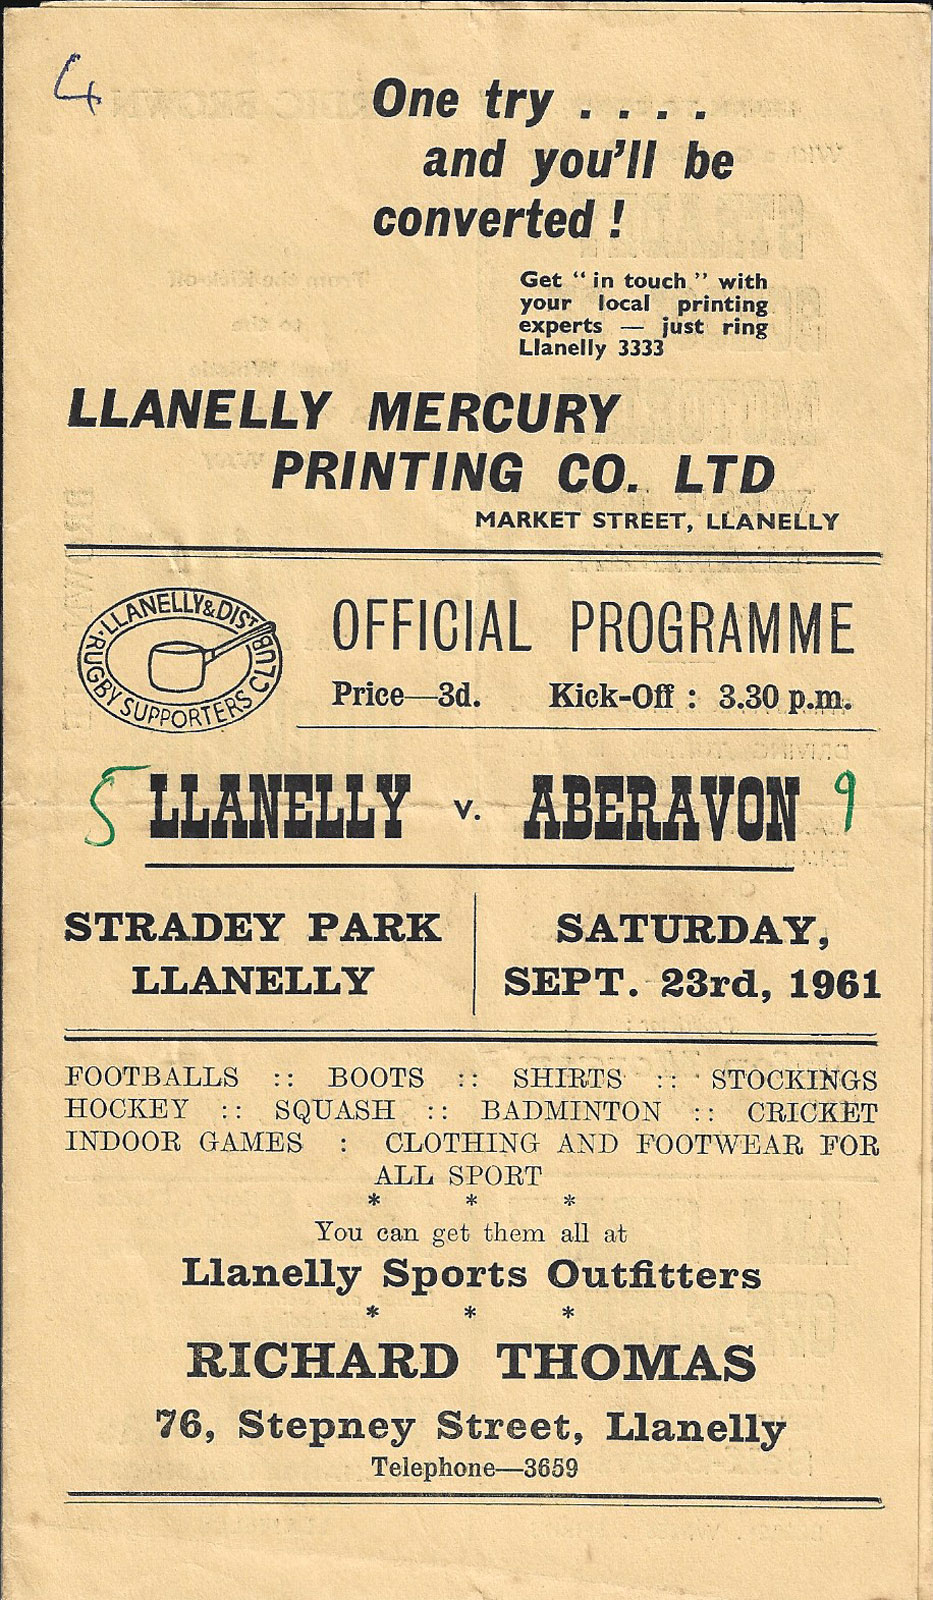 4
One try . . . .
and you'll be
converted !
Get " in touch " with
your local printing
experts — just ring
Llanelly 3333
LLANELLY MERCURY
PRINTING CO. LTD
MARKET STREET, LLANELLY
LLANELLY & DIST
RUGBY SUPPORTERS CLUB
OFFICIAL PROGRAMME
Price—3d. Kick-Off : 3.30 p.m.
5 LLANELLY v. ABERAVON 9
STRADEY PARK
LLANELLY
SATURDAY,
SEPT. 23rd, 1961
FOOTBALLS :: BOOTS :: SHIRTS :: STOCKINGS
HOCKEY :: SQUASH :: BADMINTON :: CRICKET
INDOOR GAMES : CLOTHING AND FOOTWEAR FOR
ALL SPORT
* * *
You can get them all at
Llanelly Sports Outfitters
* * *
RICHARD THOMAS
76, Stepney Street, Llanelly
Telephone—3659